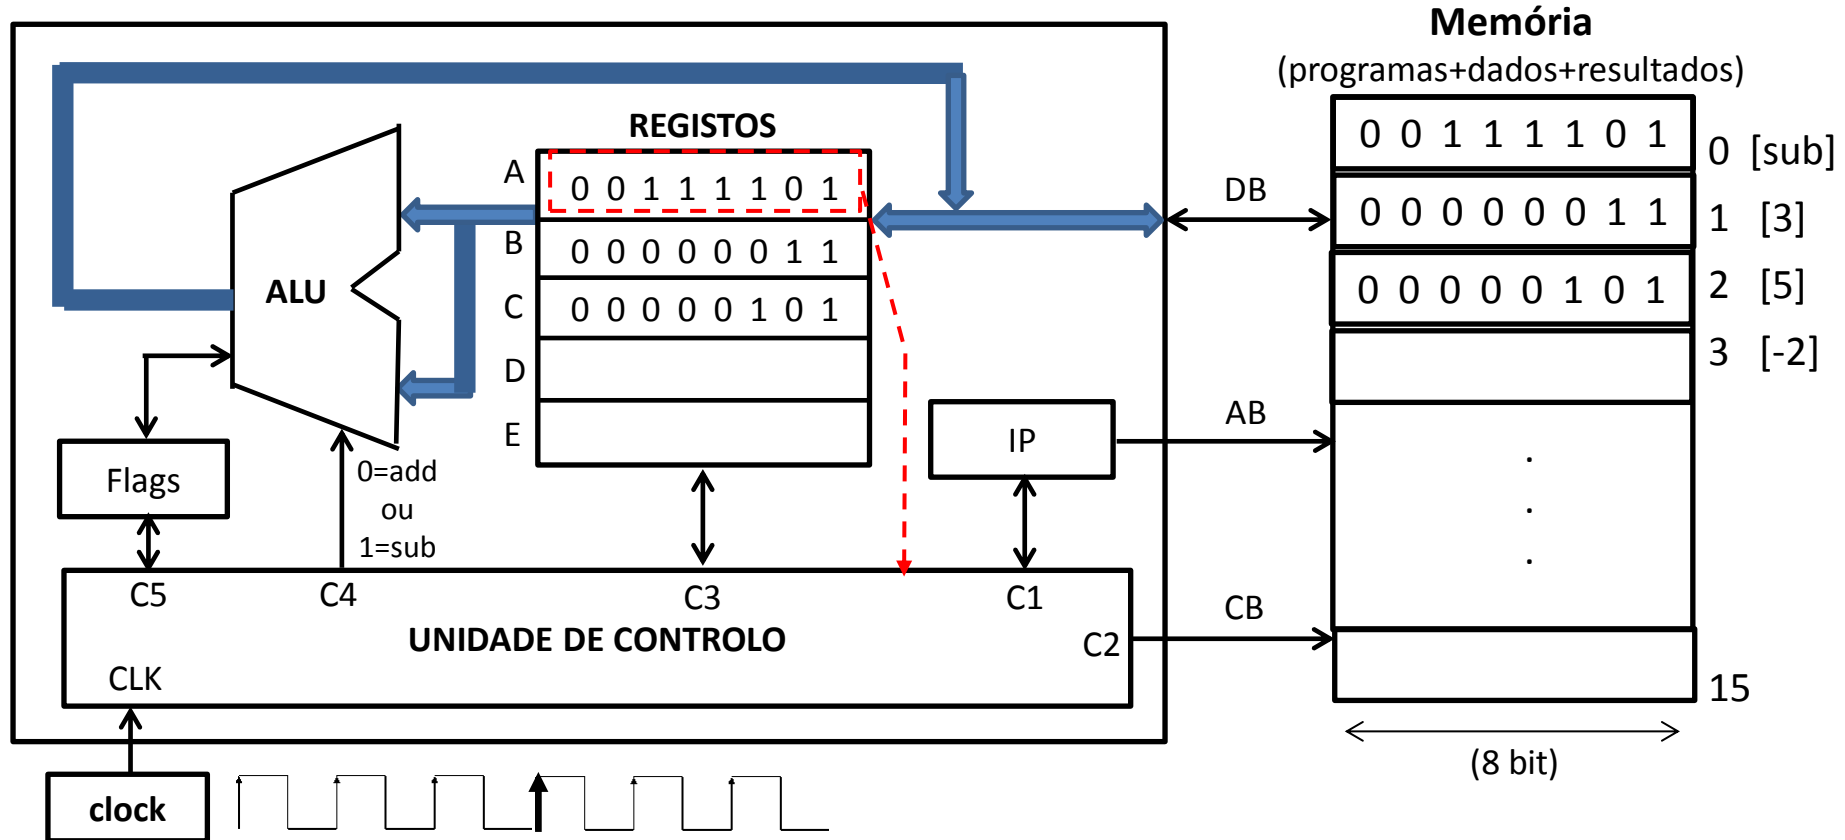 Memória
(programas+dados+resultados)
REGISTOS
A 0 0 1 1 1 1 0 1
B 0 0 0 0 0 0 1 1
C 0 0 0 0 0 1 0 1
D
E
ALU
Flags
0=add
ou
1=sub
IP
DB
AB
CB
0 0 1 1 1 1 0 1 0 [sub]
0 0 0 0 0 0 1 1 1 [3]
0 0 0 0 0 1 0 1 2 [5]
3 [-2]
.
.
.
15
(8 bit)
C5 C4 C3 C1
UNIDADE DE CONTROLO
C2
CLK
clock